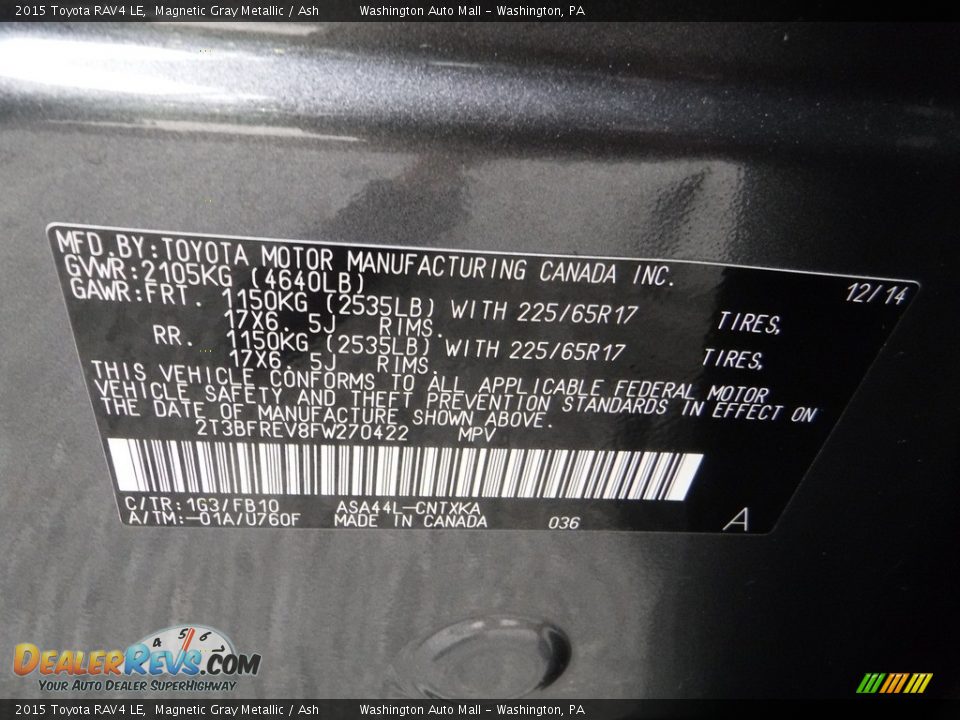 2015 Toyota RAV4 LE, Magnetic Gray Metallic / Ash Washington Auto Mall - Washington, PA
MFD. BY: TOYOTA MOTOR MANUFACTURING CANADA INC.
GVWR: 2105KG (4640LB) 12/14
GAWR: FRT. 1150KG (2535LB) WITH 225/65R17 TIRES,
17X6. 5J RIMS.
RR. 1150KG (2535LB) WITH 225/65R17 TIRES,
17X6. 5J RIMS.
THIS VEHICLE CONFORMS TO ALL APPLICABLE FEDERAL MOTOR
VEHICLE SAFETY AND THEFT PREVENTION STANDARDS IN EFFECT ON
THE DATE OF MANUFACTURE SHOWN ABOVE.
2T3BFREV8FW270422 MPV
C/TR: 1G3/FB10 ASA44L-CNTXKA
A/TM: -01A/U760F MADE IN CANADA 036 A
4 5 6
DEALERREVS.COM
YOUR AUTO DEALER SUPERHIGHWAY
2015 Toyota RAV4 LE, Magnetic Gray Metallic / Ash Washington Auto Mall - Washington, PA